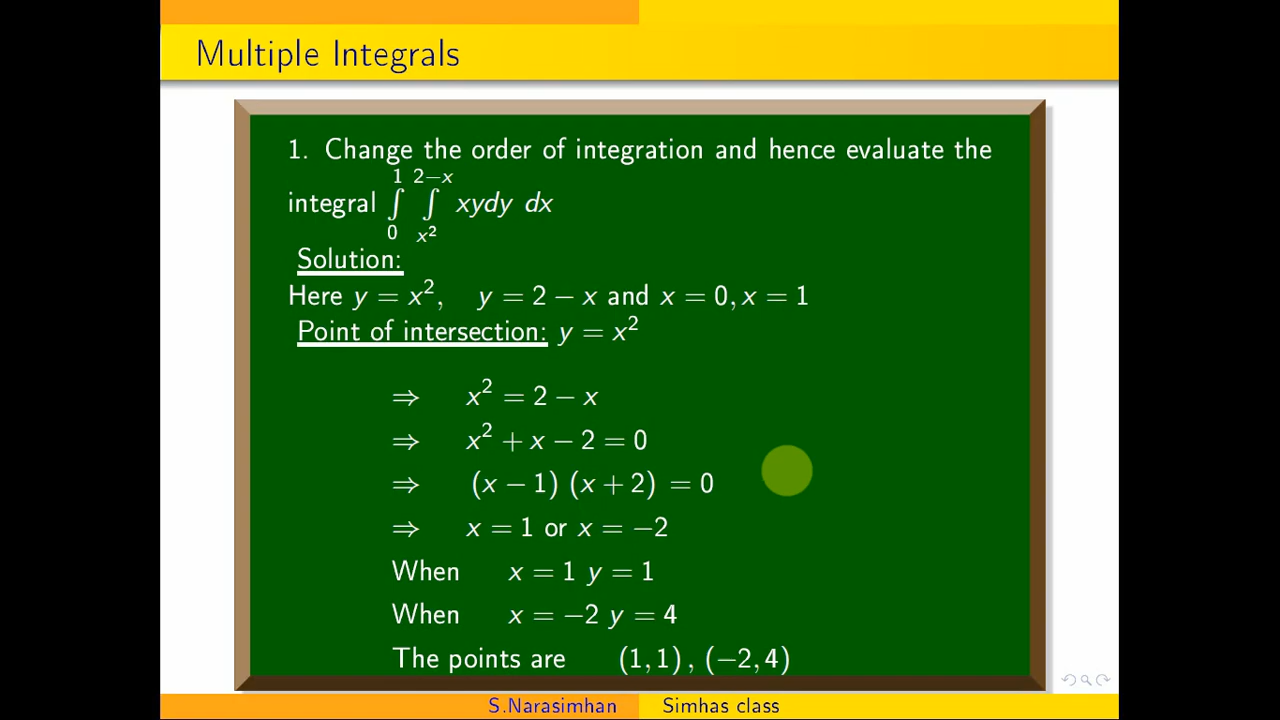 Multiple Integrals
1. Change the order of integration and hence evaluate the
integral ∫₀¹ ∫_{x²}^{2−x} xydy dx
Solution:
Here y = x², y = 2 − x and x = 0, x = 1
Point of intersection: y = x²
⇒ x² = 2 − x
⇒ x² + x − 2 = 0
⇒ (x − 1) (x + 2) = 0
⇒ x = 1 or x = −2
When x = 1 y = 1
When x = −2 y = 4
The points are (1, 1) , (−2, 4)
S.Narasimhan Simhas class